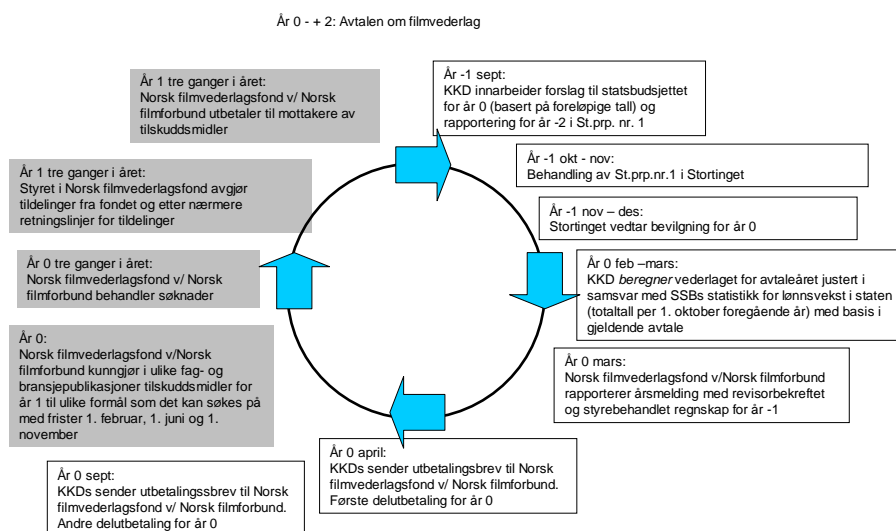 År 0 - + 2: Avtalen om filmvederlag
År -1 sept:
KKD innarbeider forslag til statsbudsjettet
for år 0 (basert på foreløpige tall) og
rapportering for år -2 i St.prp. nr. 1
År -1 okt - nov:
Behandling av St.prp.nr.1 i Stortinget
År -1 nov – des:
Stortinget vedtar bevilgning for år 0
År 0 feb –mars:
KKD beregner vederlaget for avtaleåret justert i
samsvar med SSBs statistikk for lønnsvekst i staten
(totaltall per 1. oktober foregående år) med basis i
gjeldende avtale
År 0 mars:
Norsk filmvederlagsfond v/Norsk filmforbund
rapporterer årsmelding med revisorbekreftet
og styrebehandlet regnskap for år -1
År 0 april:
KKDs sender utbetalingsbrev til Norsk
filmvederlagsfond v/ Norsk filmforbund.
Første delutbetaling for år 0
År 0 sept:
KKDs sender utbetalingssbrev til Norsk
filmvederlagsfond v/ Norsk filmforbund.
Andre delutbetaling for år 0
År 0:
Norsk filmvederlagsfond v/Norsk
filmforbund kunngjør i ulike fag- og
bransjepublikasjoner tilskuddsmidler for
år 1 til ulike formål som det kan søkes på
med frister 1. februar, 1. juni og 1.
november
År 0 tre ganger i året:
Norsk filmvederlagsfond v/ Norsk
filmforbund behandler søknader
År 1 tre ganger i året:
Styret i Norsk filmvederlagsfond avgjør
tildelinger fra fondet og etter nærmere
retningslinjer for tildelinger
År 1 tre ganger i året:
Norsk filmvederlagsfond v/ Norsk
filmforbund utbetaler til mottakere av
tilskuddsmidler